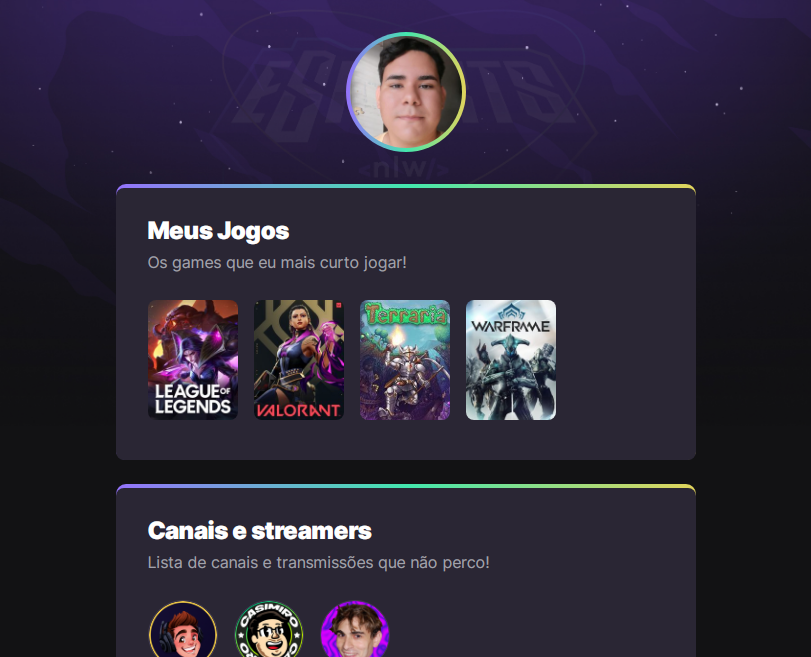 ESPORTS
<nlw/>
Meus Jogos
Os games que eu mais curto jogar!
LEAGUE OF
LEGENDS
VALORANT
Terraria
WARFRAME
Canais e streamers
Lista de canais e transmissões que não perco!
CASIMIRO